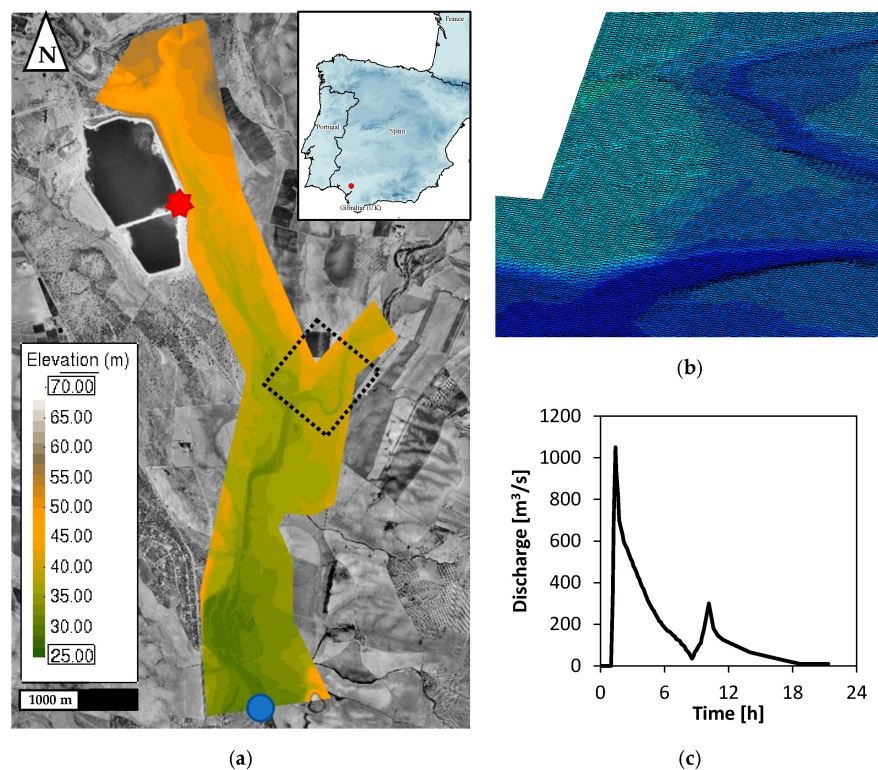 N
France
Portugal
Spain
Gibraltar (U.K)
Elevation (m)
70.00
65.00
60.00
55.00
50.00
45.00
40.00
35.00
30.00
25.00
1000 m
(a)
(b)
1200
1000
800
600
400
200
0
Discharge [m³/s]
0 6 12 18 24
Time [h]
(c)